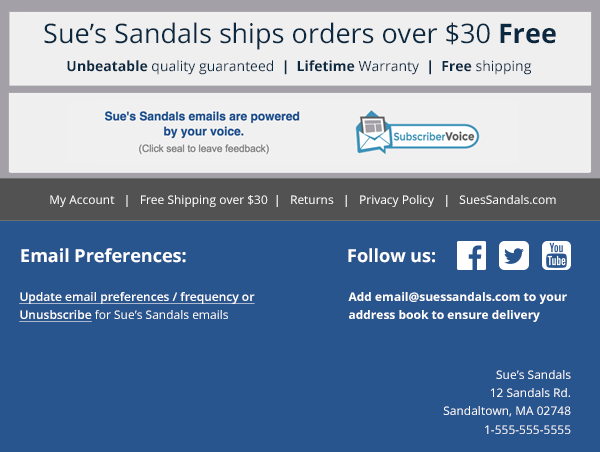 Sue's Sandals ships orders over $30 Free
Unbeatable quality guaranteed | Lifetime Warranty | Free shipping
Sue's Sandals emails are powered
by your voice.
(Click seal to leave feedback)
SubscriberVoice
My Account | Free Shipping over $30 | Returns | Privacy Policy | SuesSandals.com
Email Preferences:
Update email preferences / frequency or
Unusbscribe for Sue's Sandals emails
Follow us:
You
Tube
Add email@suessandals.com to your
address book to ensure delivery
Sue's Sandals
12 Sandals Rd.
Sandaltown, MA 02748
1-555-555-5555